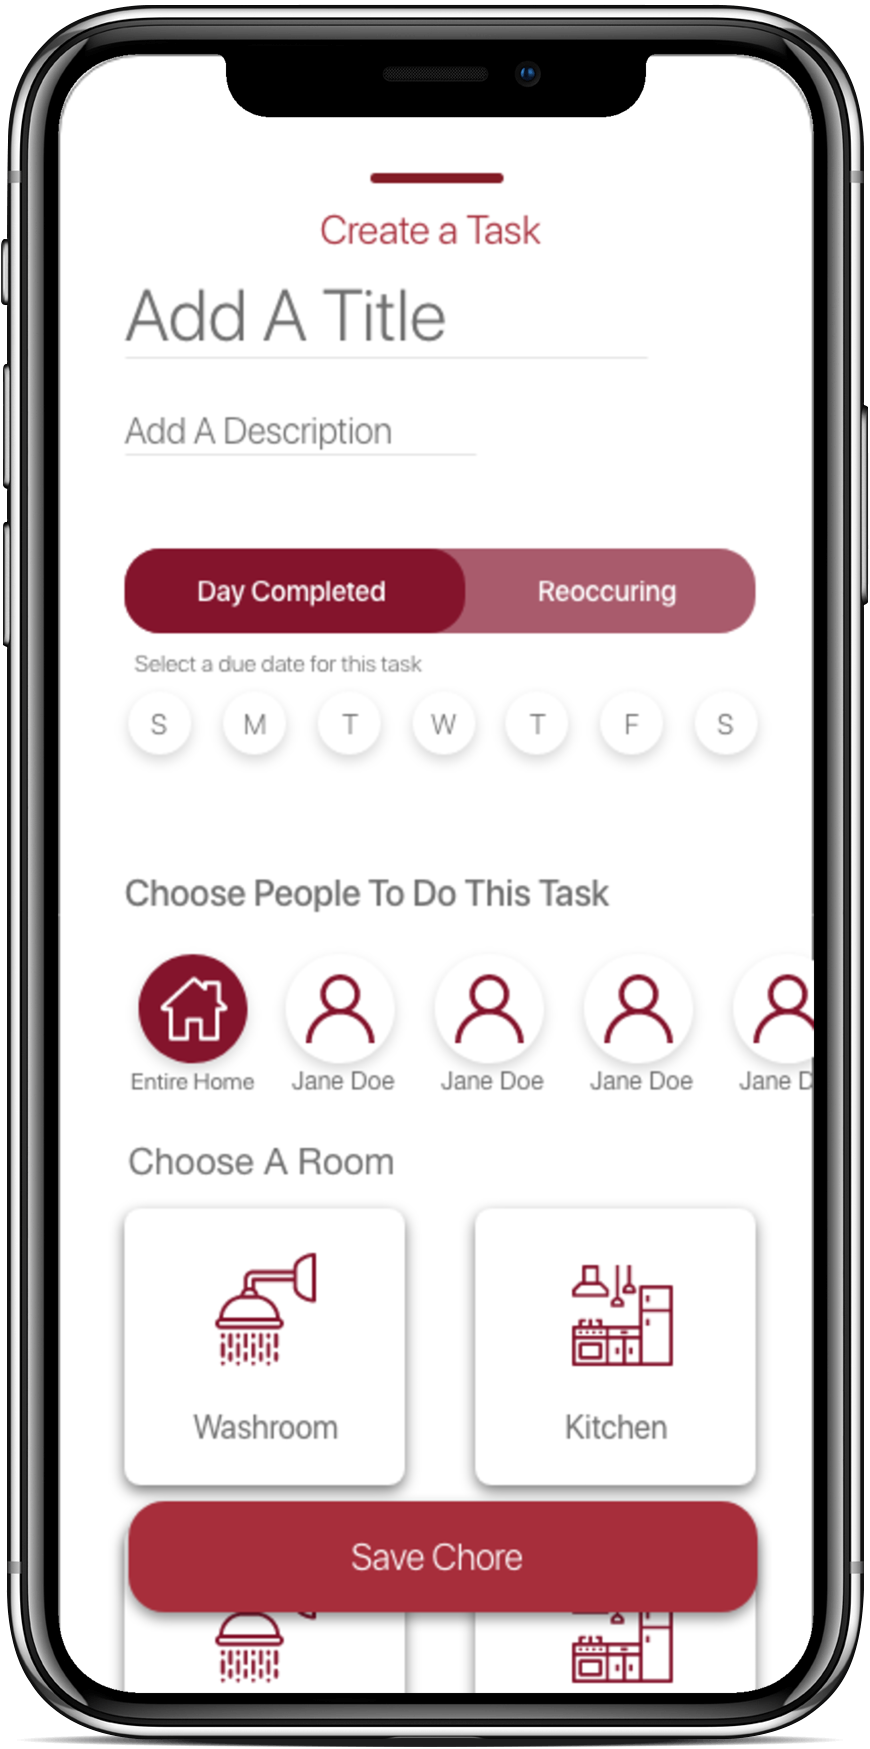 Create a Task
Add A Title
Add A Description
Day Completed Reoccuring
Select a due date for this task
S M T W T F S
Choose People To Do This Task
Entire Home Jane Doe Jane Doe Jane Doe Jane D
Choose A Room
Washroom Kitchen
Save Chore